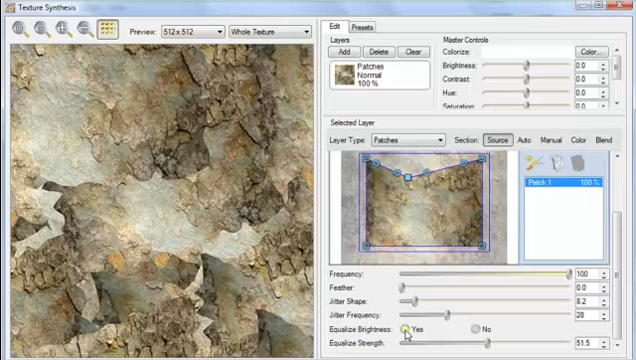 Texture Synthesis
Preview: 512 x 512 Whole Texture
Edit Presets
Layers
Add Delete Clear
Patches
Normal
100 %
Master Controls
Colorize: Color...
Brightness: 0.0
Contrast: 0.0
Hue: 0.0
Saturation: 0.0
Selected Layer
Layer Type: Patches Section: Source Auto Manual Color Blend
Patch 1 100 %
Frequency: 100
Feather: 0.0
Jitter Shape: 8.2
Jitter Frequency: 28
Equalize Brightness: Yes No
Equalize Strength: 51.5